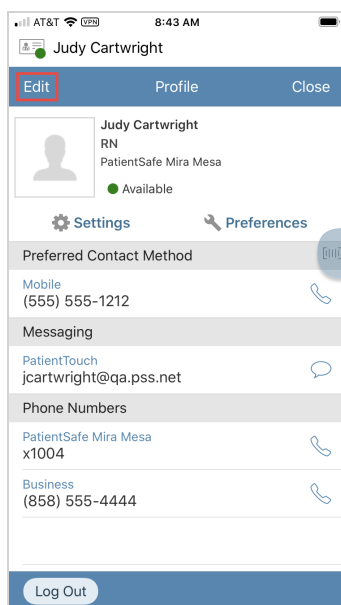 AT&T VPN 8:43 AM
Judy Cartwright
Edit Profile Close
Judy Cartwright
RN
PatientSafe Mira Mesa
Available
Settings Preferences
Preferred Contact Method
Mobile
(555) 555-1212
Messaging
PatientTouch
jcartwright@qa.pss.net
Phone Numbers
PatientSafe Mira Mesa
x1004
Business
(858) 555-4444
Log Out